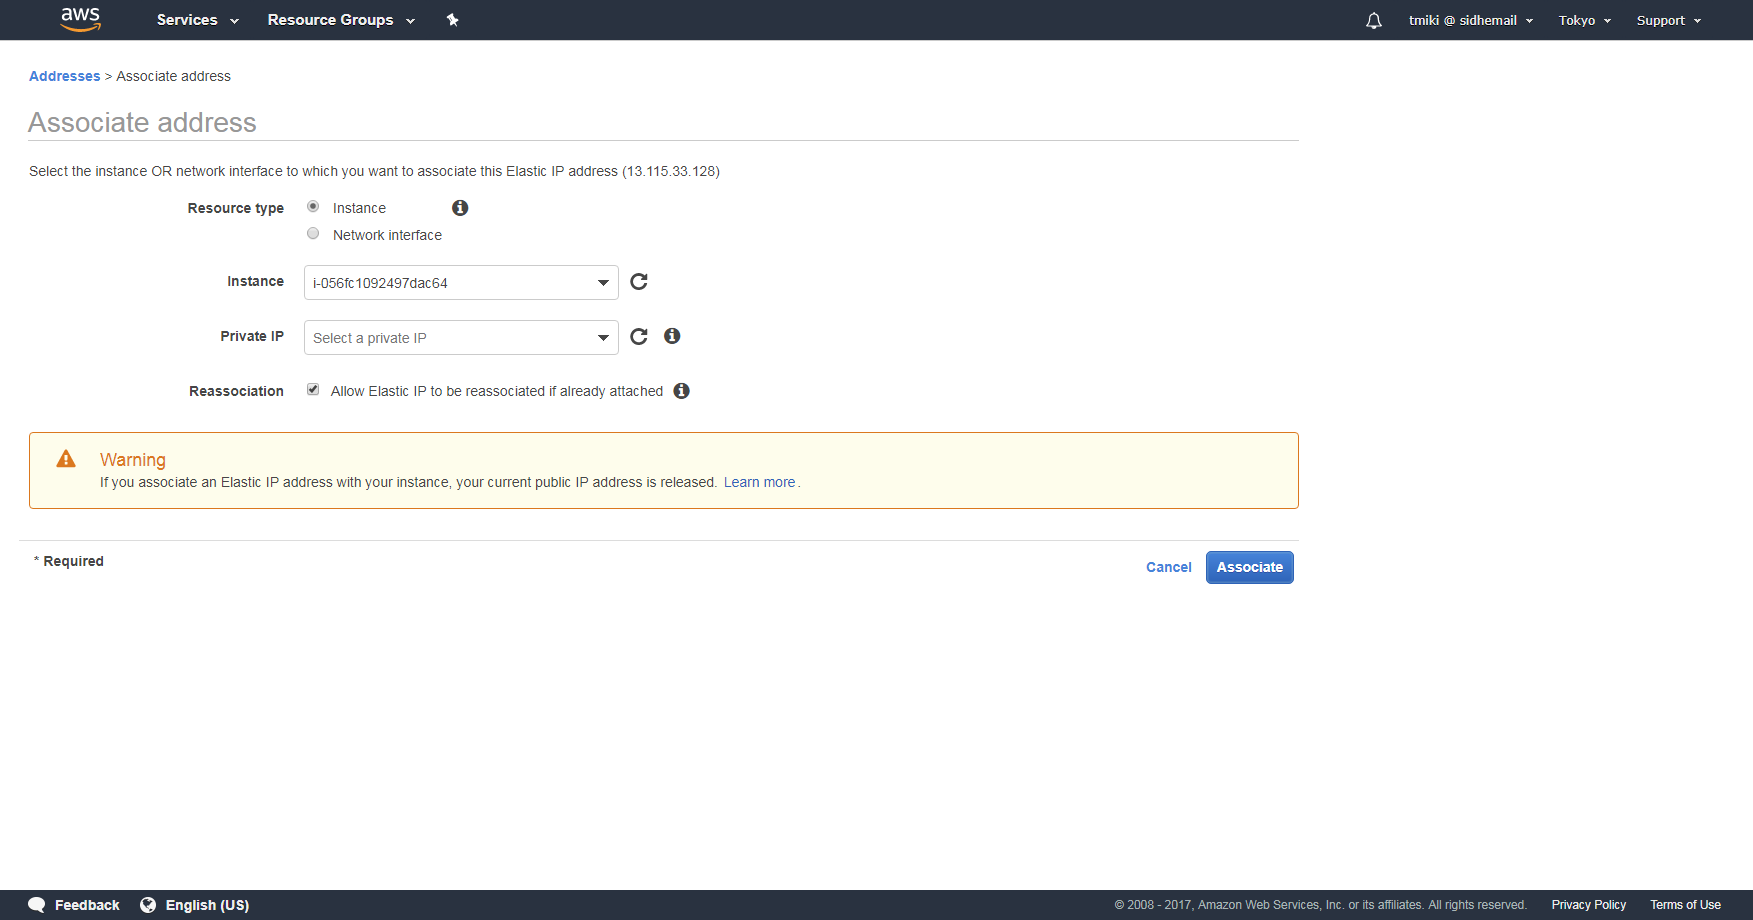 aws Services Resource Groups tmiki @ sidhemail Tokyo Support
Addresses > Associate address
Associate address
Select the instance OR network interface to which you want to associate this Elastic IP address (13.115.33.128)
Resource type Instance
Network interface
Instance i-056fc1092497dac64
Private IP Select a private IP
Reassociation Allow Elastic IP to be reassociated if already attached
Warning
If you associate an Elastic IP address with your instance, your current public IP address is released. Learn more.
* Required
Cancel Associate
Feedback English (US) © 2008 - 2017, Amazon Web Services, Inc. or its affiliates. All rights reserved. Privacy Policy Terms of Use